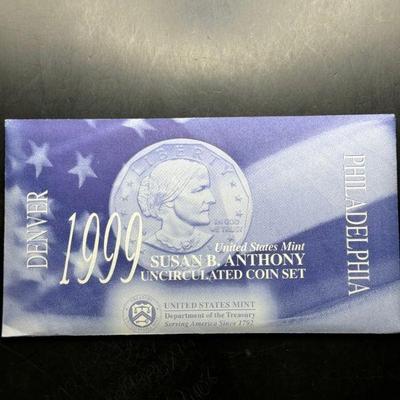 DENVER
1999
LIBERTY
IN GOD
WE TRUST
United States Mint
SUSAN B. ANTHONY
UNCIRCULATED COIN SET
UNITED STATES MINT
Department of the Treasury
Serving America Since 1792
PHILADELPHIA